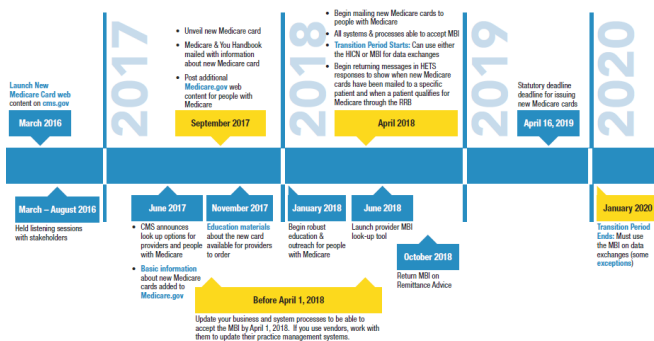 Launch New
Medicare Card web
content on cms.gov
March 2016
2017
• Unveil new Medicare card
• Medicare & You Handbook
mailed with information
about new Medicare card
• Post additional
Medicare.gov web
content for people with
Medicare
September 2017
2018
• Begin mailing new Medicare cards to
people with Medicare
• All systems & processes able to accept MBI
• Transition Period Starts: Can use either
the HICN or MBI for data exchanges
• Begin returning messages in HETS
responses to show when new Medicare
cards have been mailed to a specific
patient and when a patient qualifies for
Medicare through the RRB
April 2018
2019
Statutory deadline
deadline for issuing
new Medicare cards
April 16, 2019
2020
March – August 2016
Held listening sessions
with stakeholders
June 2017
• CMS announces
look up options for
providers and people
with Medicare
• Basic information
about new Medicare
cards added to
Medicare.gov
November 2017
Education materials
about the new card
available for providers
to order
January 2018
Begin robust
education &
outreach for people
with Medicare
June 2018
Launch provider MBI
look-up tool
October 2018
Return MBI on
Remittance Advice
January 2020
Transition Period
Ends: Must use
the MBI on data
exchanges (some
exceptions)
Before April 1, 2018
Update your business and system processes to be able to
accept the MBI by April 1, 2018. If you use vendors, work with
them to update their practice management systems.